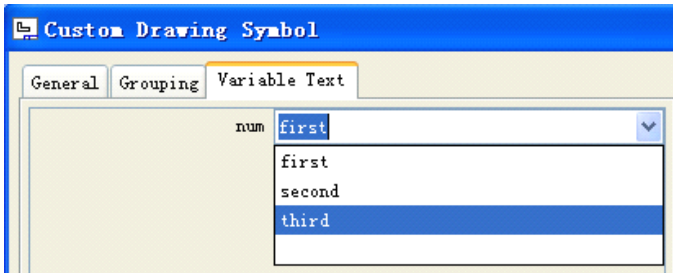 Custom Drawing Symbol
General Grouping Variable Text
num first
first
second
third